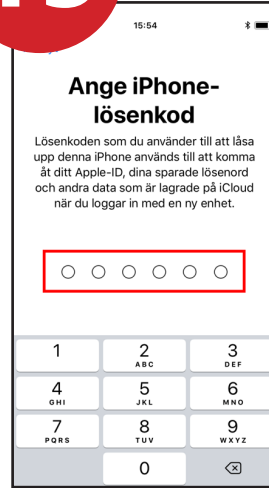 15:54
Ange iPhone-
lösenkod
Lösenkoden som du använder till att låsa
upp denna iPhone används till att komma
åt ditt Apple-ID, dina sparade lösenord
och andra data som är lagrade på iCloud
när du loggar in med en ny enhet.
1
2
ABC
3
DEF
4
GHI
5
JKL
6
MNO
7
PQRS
8
TUV
9
WXYZ
0